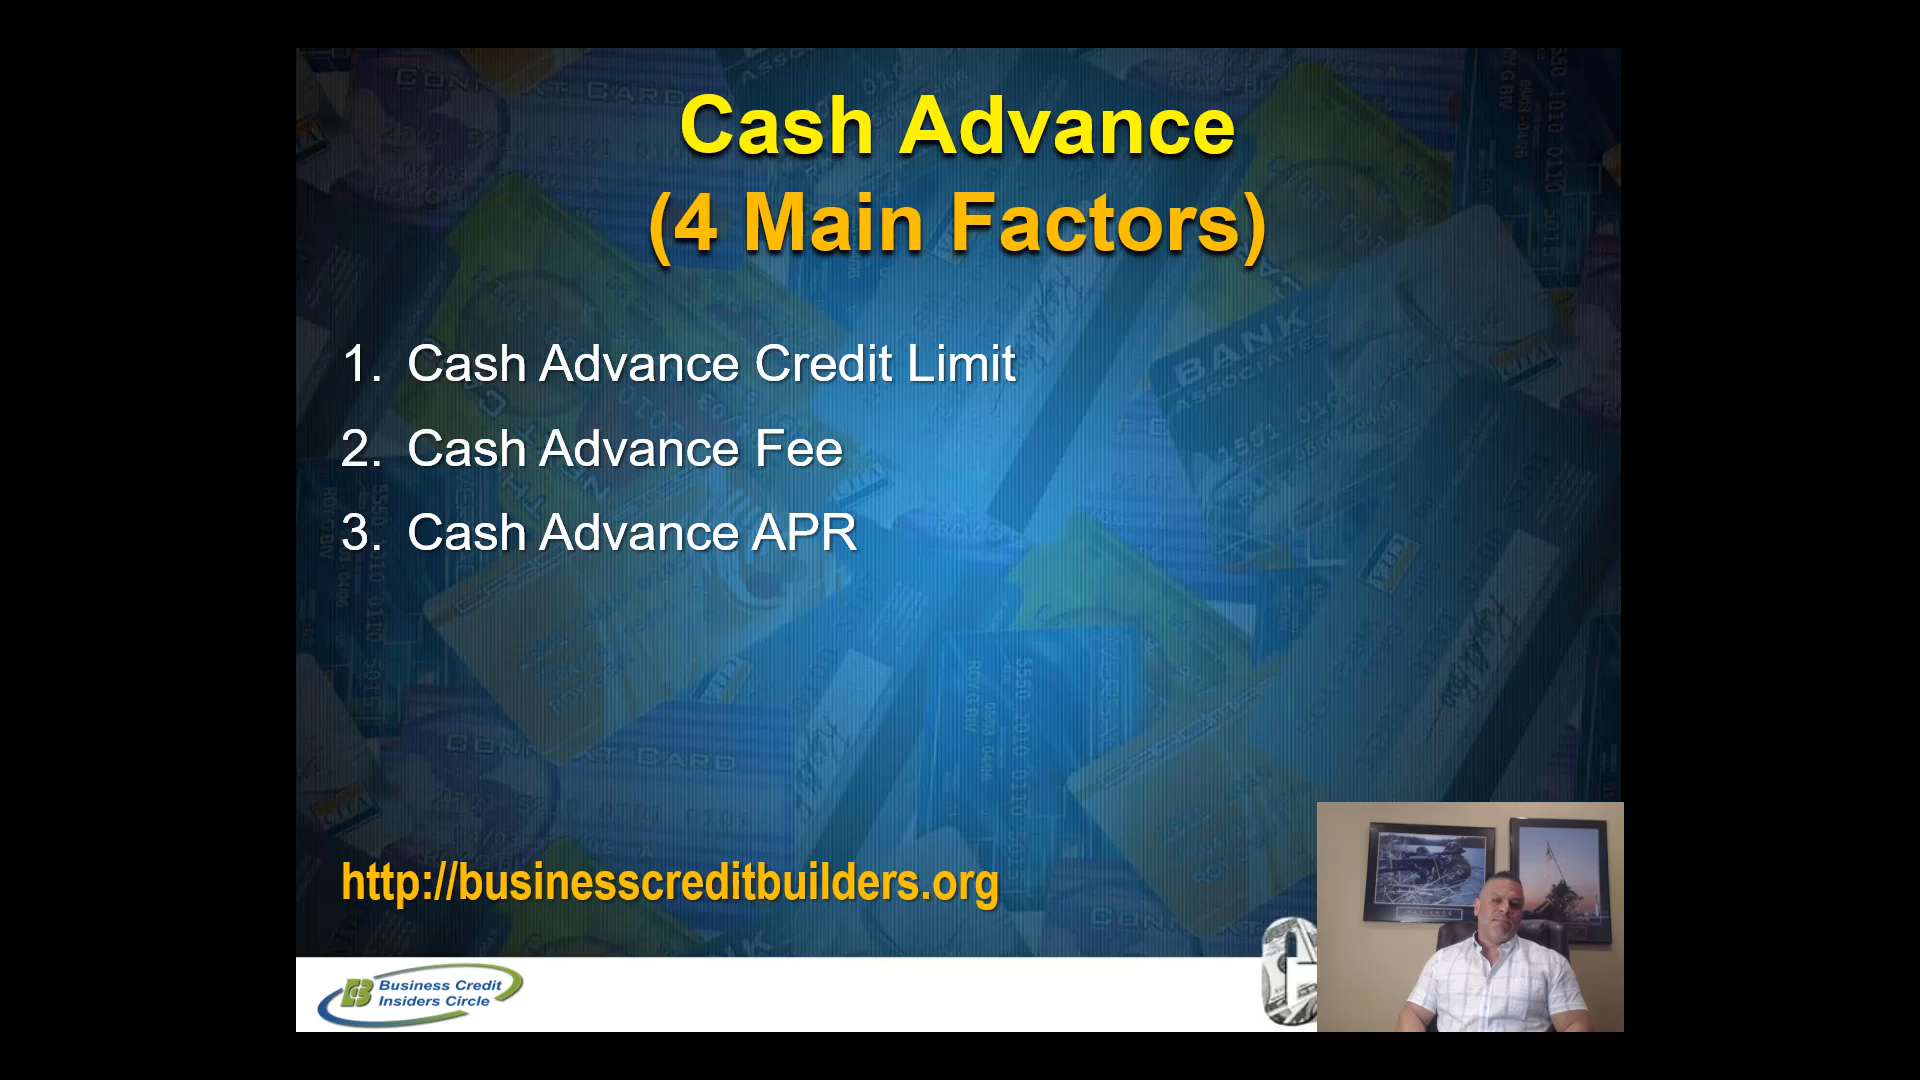 Cash Advance
(4 Main Factors)
1. Cash Advance Credit Limit
2. Cash Advance Fee
3. Cash Advance APR
http://businesscreditbuilders.org
Business Credit
Insiders Circle